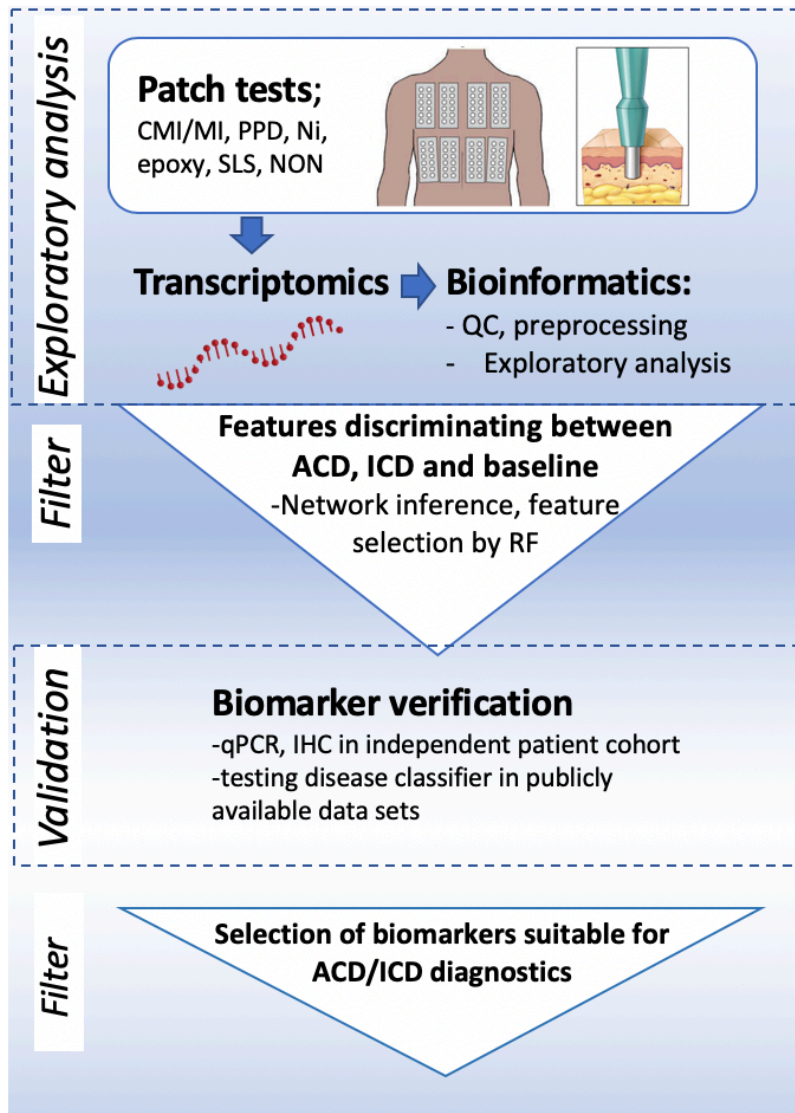 Exploratory analysis
Patch tests;
CMI/MI, PPD, Ni,
epoxy, SLS, NON
Transcriptomics
Bioinformatics:
- QC, preprocessing
- Exploratory analysis
Filter
Features discriminating between
ACD, ICD and baseline
-Network inference, feature
selection by RF
Validation
Biomarker verification
-qPCR, IHC in independent patient cohort
-testing disease classifier in publicly
available data sets
Filter
Selection of biomarkers suitable for
ACD/ICD diagnostics